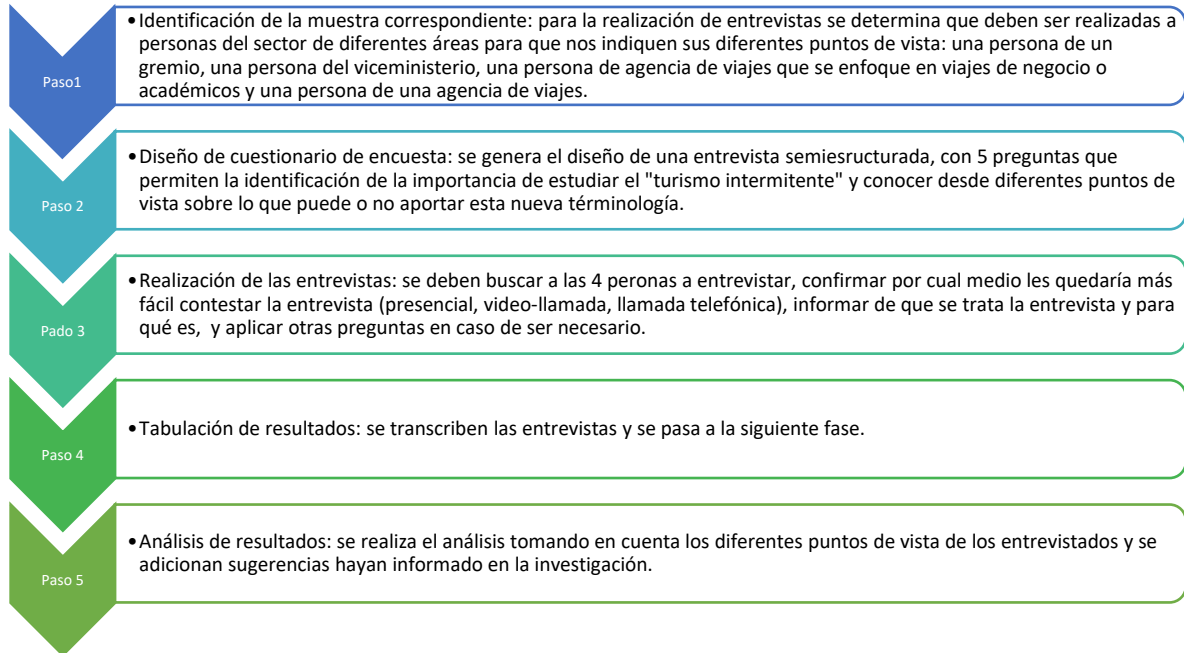 Paso1
•Identificación de la muestra correspondiente: para la realización de entrevistas se determina que deben ser realizadas a
personas del sector de diferentes áreas para que nos indiquen sus diferentes puntos de vista: una persona de un
gremio, una persona del viceministerio, una persona de agencia de viajes que se enfoque en viajes de negocio o
académicos y una persona de una agencia de viajes.
Paso 2
•Diseño de cuestionario de encuesta: se genera el diseño de una entrevista semiesructurada, con 5 preguntas que
permiten la identificación de la importancia de estudiar el "turismo intermitente" y conocer desde diferentes puntos de
vista sobre lo que puede o no aportar esta nueva términología.
Pado 3
•Realización de las entrevistas: se deben buscar a las 4 peronas a entrevistar, confirmar por cual medio les quedaría más
fácil contestar la entrevista (presencial, video-llamada, llamada telefónica), informar de que se trata la entrevista y para
qué es, y aplicar otras preguntas en caso de ser necesario.
Paso 4
•Tabulación de resultados: se transcriben las entrevistas y se pasa a la siguiente fase.
Paso 5
•Análisis de resultados: se realiza el análisis tomando en cuenta los diferentes puntos de vista de los entrevistados y se
adicionan sugerencias hayan informado en la investigación.